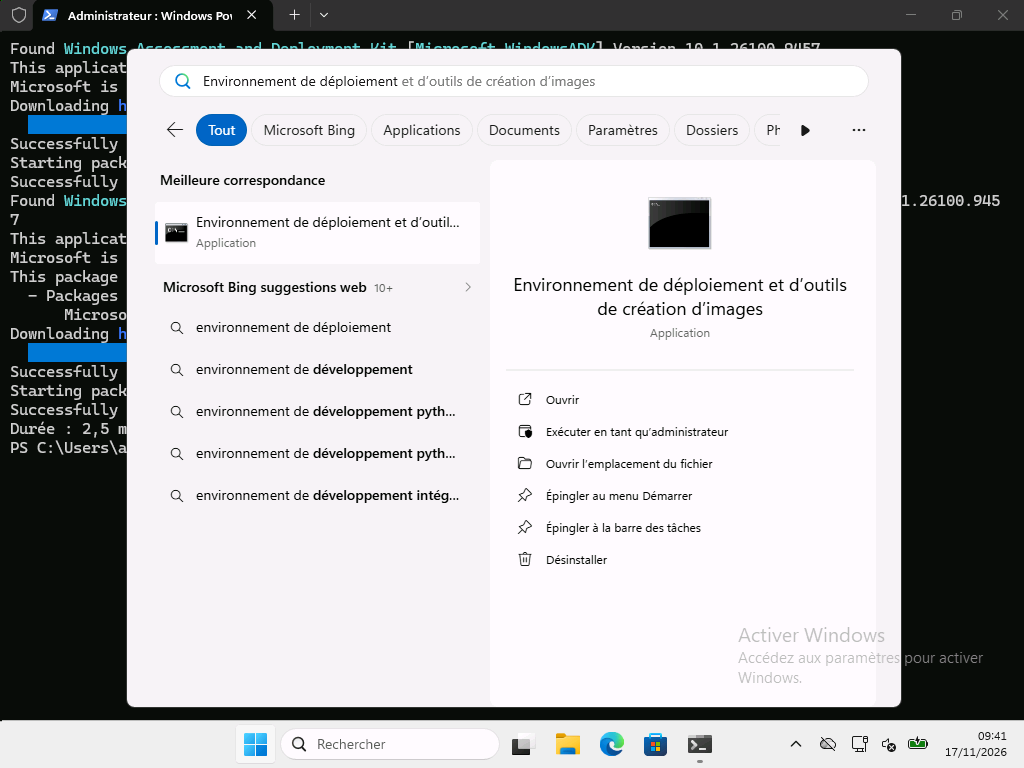 Administrateur : Windows Pow
Found Windows Assessment and Deployment Kit [Microsoft.WindowsADK] Version 10.1.26100.9457
This applicat
Microsoft is
Downloading h
Successfully
Starting pack
Successfully
Found Windows
1.26100.945
7
This applicat
Microsoft is
This package
- Packages
Microso
Downloading h
Successfully
Starting pack
Successfully
Durée : 2,5 m
PS C:\Users\a
Environnement de déploiement et d’outils de création d’images
Tout
Microsoft Bing
Applications
Documents
Paramètres
Dossiers
Ph
Meilleure correspondance
Environnement de déploiement et d’outil...
Application
Microsoft Bing suggestions web 10+
environnement de déploiement
environnement de développement
environnement de développement pyth...
environnement de développement pyth...
environnement de développement intég...
Environnement de déploiement et d’outils
de création d’images
Application
Ouvrir
Exécuter en tant qu’administrateur
Ouvrir l’emplacement du fichier
Épingler au menu Démarrer
Épingler à la barre des tâches
Désinstaller
Activer Windows
Accédez aux paramètres pour activer
Windows.
Rechercher
09:41
17/11/2026